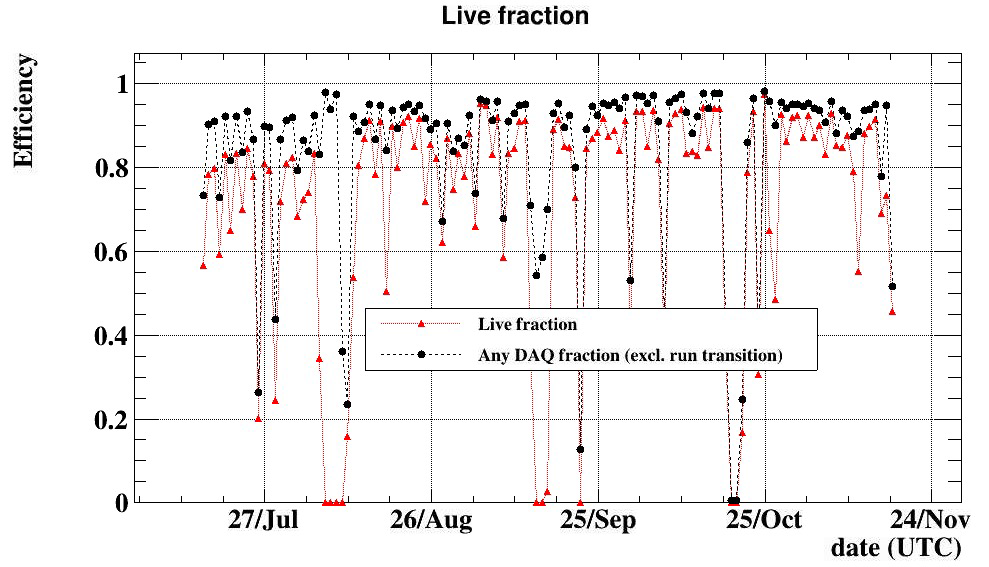 Live fraction
Efficiency
1
0.8
0.6
0.4
0.2
0
Live fraction
Any DAQ fraction (excl. run transition)
27/Jul 26/Aug 25/Sep 25/Oct 24/Nov
date (UTC)